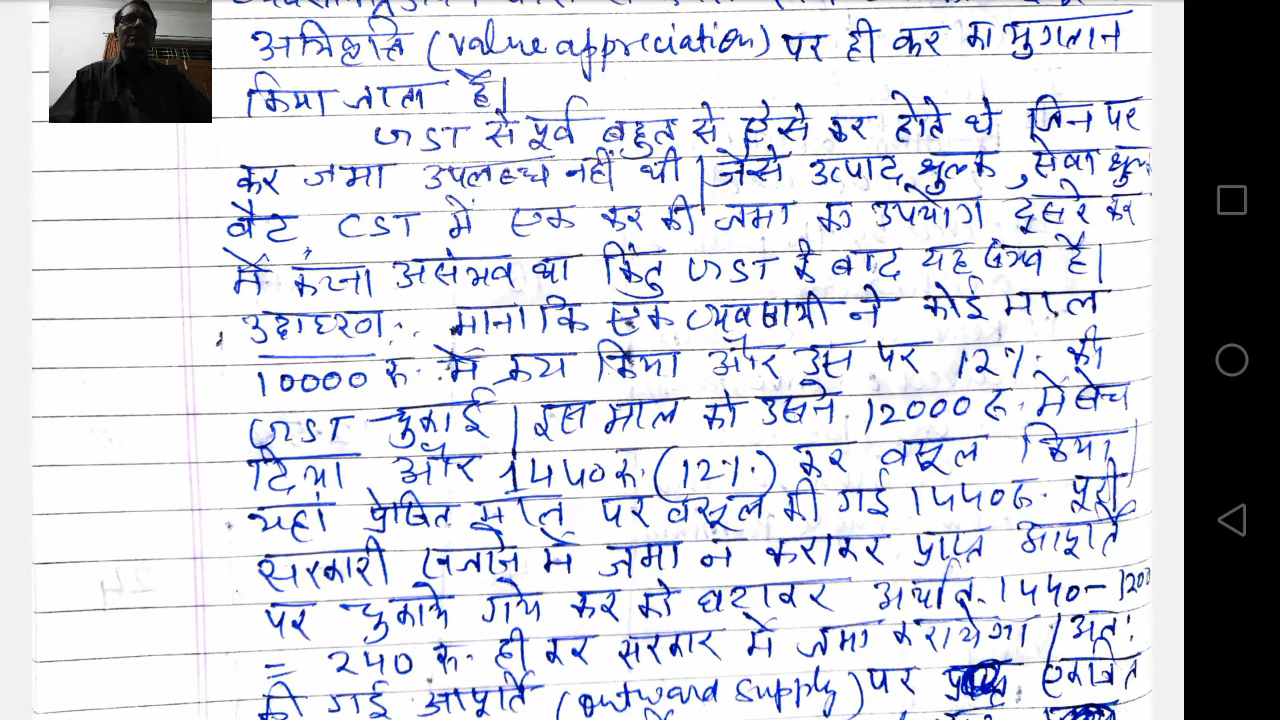 अभिवृद्धि (value appreciation) पर ही कर का भुगतान
किया जाता है।
GST से पूर्व बहुत से ऐसे कर होते थे जिन पर
कर जमा उपलब्ध नहीं थी। जैसे उत्पाद शुल्क, सेवा शुल्
वैट, CST में एक कर की जमा का उपयोग दूसरे कर
में करना असंभव था किंतु GST के बाद यह संभव है।
उदाहरण:. माना कि एक व्यवसायी ने कोई माल
10000 रु. में क्रय किया और उस पर 12% की
GST चुकाई। इस माल को उसने 12000 रु. में बेच
दिया और 1440 रु. (12%) कर वसूल किया।
यहां प्रेषित माल पर वसूल की गई 1440 रु. पूरी
सरकारी खजाने में जमा न कराकर प्राप्त आपूर्ति
पर चुकाये गये कर को घटाकर अर्थात. 1440-1200
= 240 रु. ही कर सरकार में जमा करायेगा। अतः
की गई आपूर्ति (outward supply) पर एकत्रित